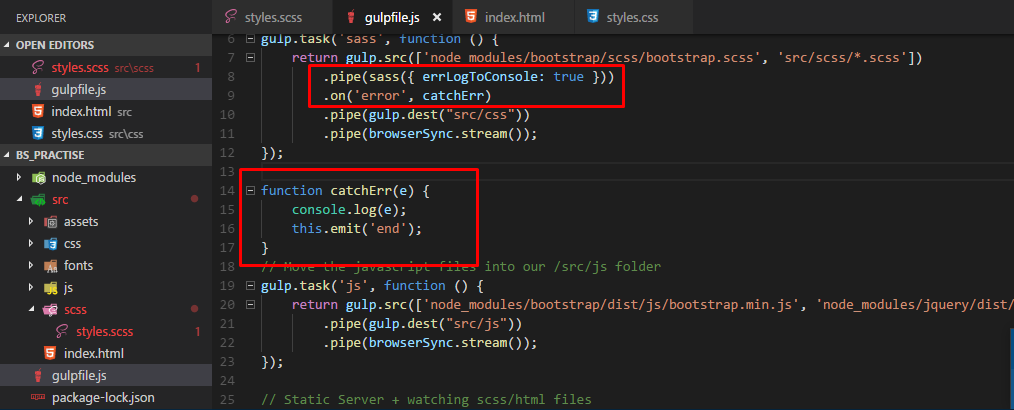 EXPLORER
OPEN EDITORS
styles.scss src\scss 1
gulpfile.js
index.html src
styles.css src\css
BS_PRACTISE
node_modules
src
assets
css
fonts
js
scss
styles.scss 1
index.html
gulpfile.js
package-lock.json
styles.scss gulpfile.js × index.html styles.css
6 gulp.task('sass', function () {
7 return gulp.src(['node_modules/bootstrap/scss/bootstrap.scss', 'src/scss/*.scss'])
8 .pipe(sass({ errLogToConsole: true }))
9 .on('error', catchErr)
10 .pipe(gulp.dest("src/css"))
11 .pipe(browserSync.stream());
12 });
13
14 function catchErr(e) {
15 console.log(e);
16 this.emit('end');
17 }
18 // Move the javascript files into our /src/js folder
19 gulp.task('js', function () {
20 return gulp.src(['node_modules/bootstrap/dist/js/bootstrap.min.js', 'node_modules/jquery/dist/
21 .pipe(gulp.dest("src/js"))
22 .pipe(browserSync.stream());
23 });
24
25 // Static Server + watching scss/html files